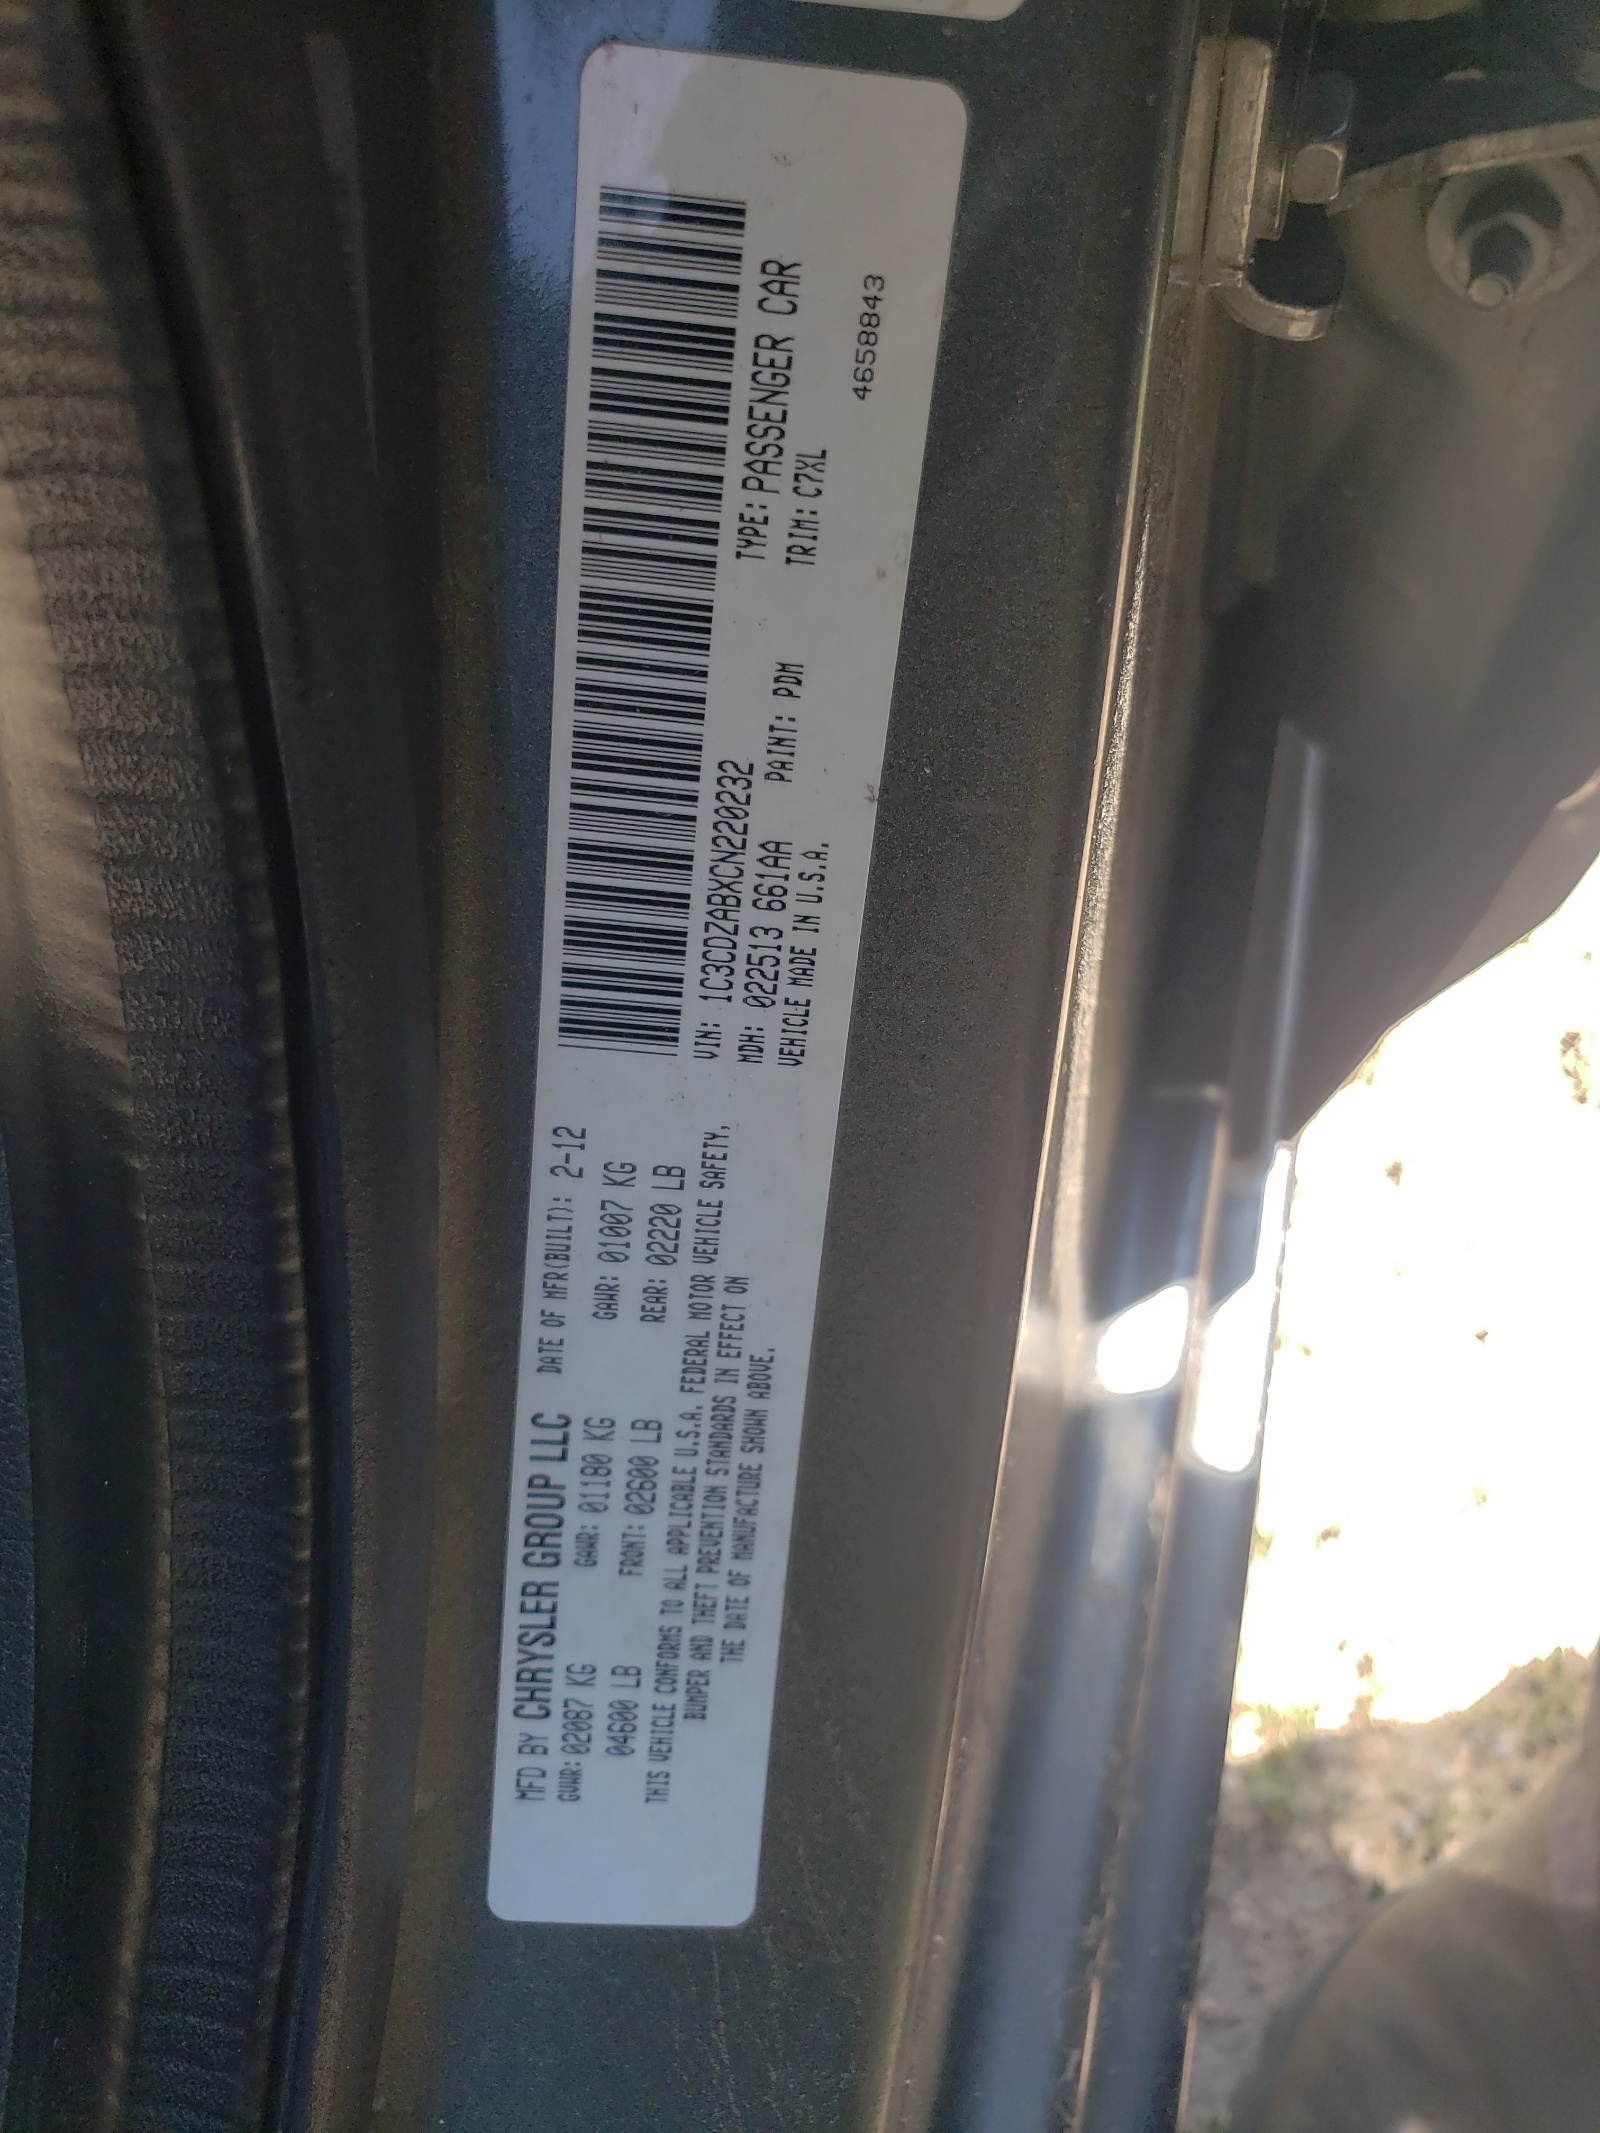 MFD BY CHRYSLER GROUP LLC DATE OF MFR(BUILT): 2-12
GVWR: 02087 KG GAWR: 01180 KG GAWR: 01007 KG
04600 LB FRONT: 02600 LB REAR: 02220 LB
THIS VEHICLE CONFORMS TO ALL APPLICABLE U.S.A. FEDERAL MOTOR VEHICLE SAFETY,
BUMPER AND THEFT PREVENTION STANDARDS IN EFFECT ON
THE DATE OF MANUFACTURE SHOWN ABOVE.
VIN: 1C3CDZABXCN220232 TYPE: PASSENGER CAR
MDH: 022513 661AA PAINT: PDM TRIM: C7XL
VEHICLE MADE IN U.S.A.
4658843